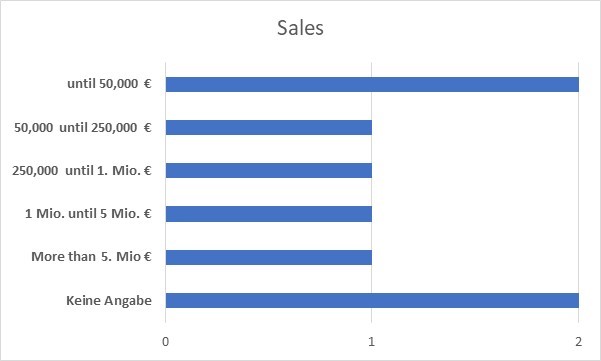 Sales
until 50,000 €
50,000 until 250,000 €
250,000 until 1. Mio. €
1 Mio. until 5 Mio. €
More than 5. Mio €
Keine Angabe
0 1 2